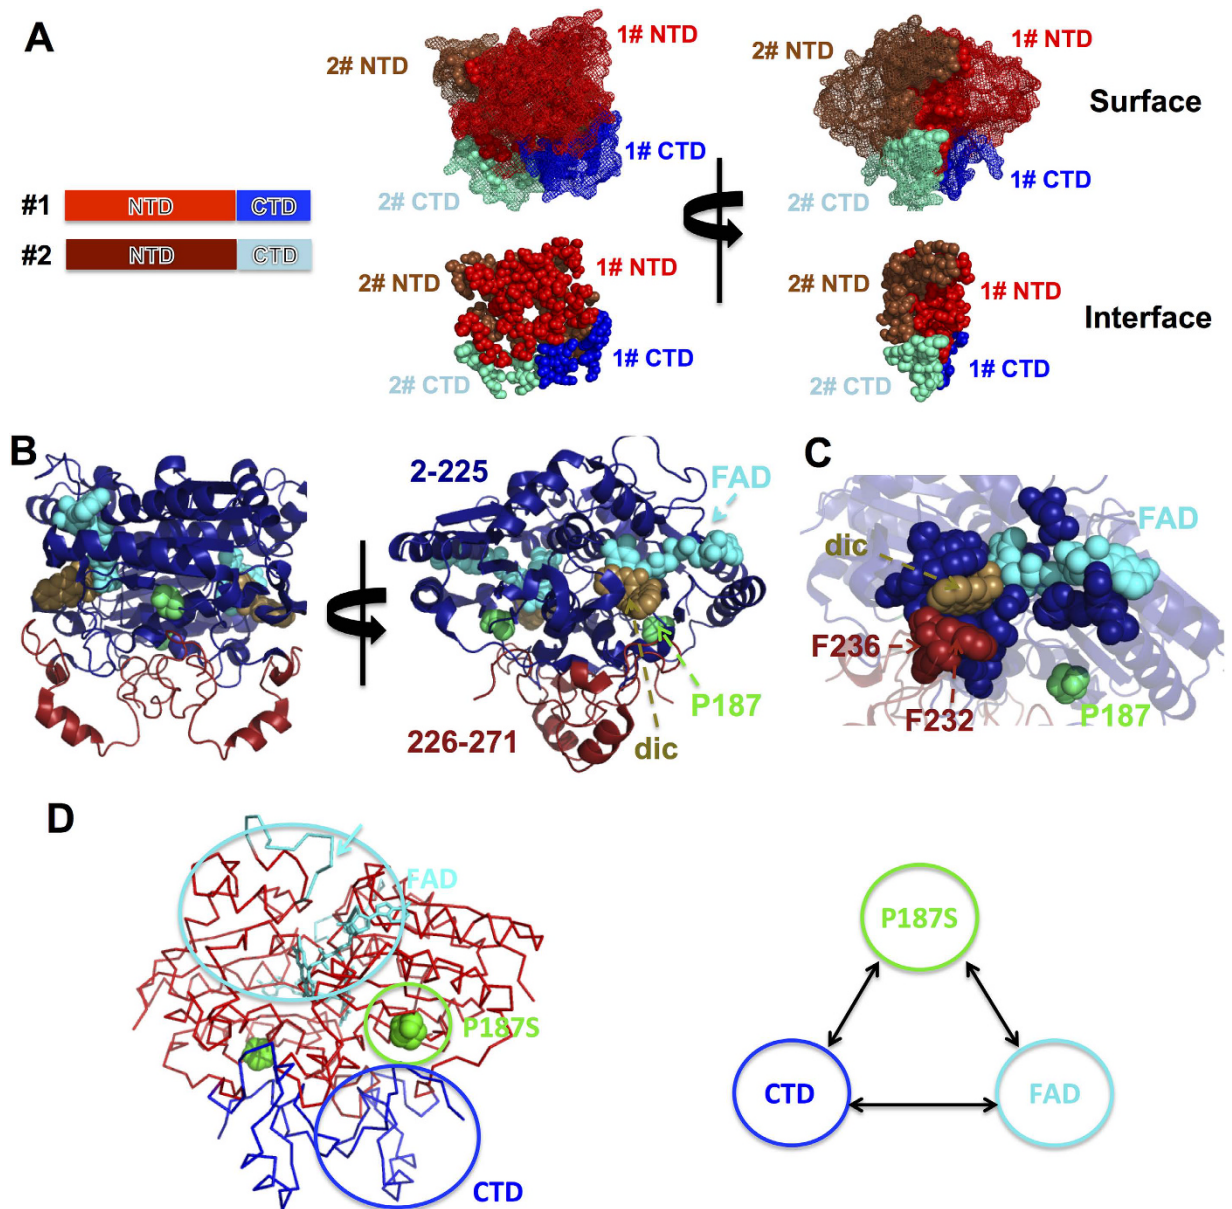 A
2# NTD
1# NTD
1# CTD
2# CTD
2# NTD
1# NTD
1# CTD
2# CTD
Surface
#1 NTD CTD
#2 NTD CTD
2# NTD
1# NTD
1# CTD
2# CTD
2# NTD
1# NTD
1# CTD
2# CTD
Interface
B
2-225
FAD
P187
dic
226-271
C
FAD
dic
F236
F232
P187
D
FAD
P187S
CTD
P187S
CTD
FAD